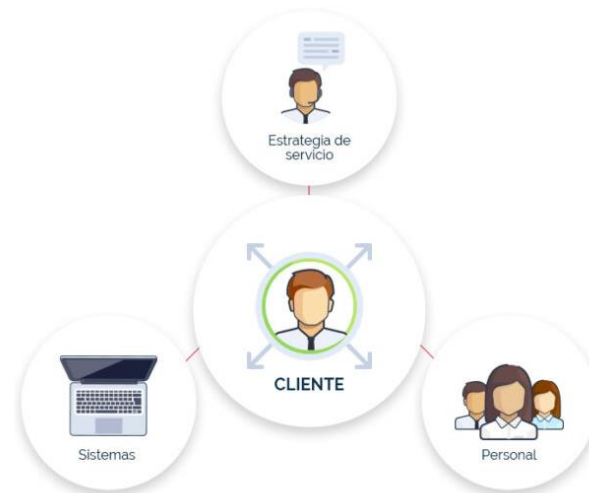 Estrategia de
servicio
CLIENTE
Sistemas
Personal